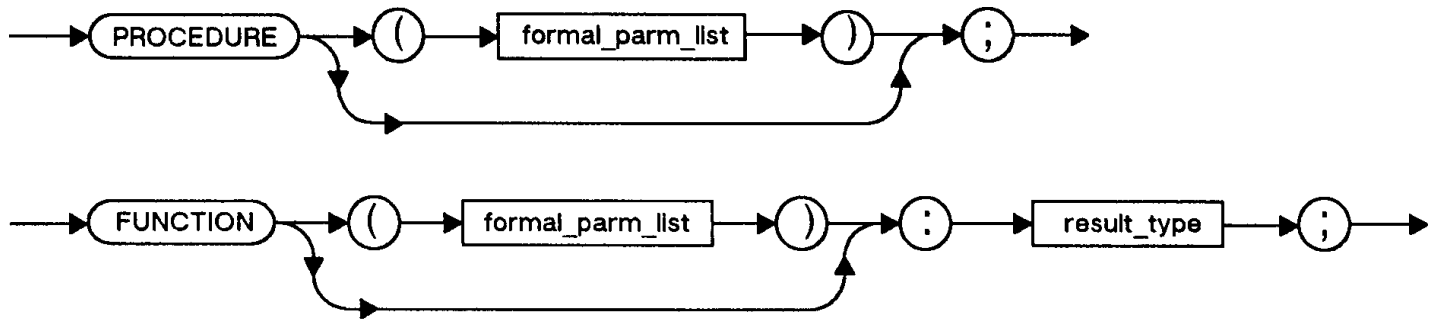 PROCEDURE ( formal_parm_list ) ;
FUNCTION ( formal_parm_list ) : result_type ;